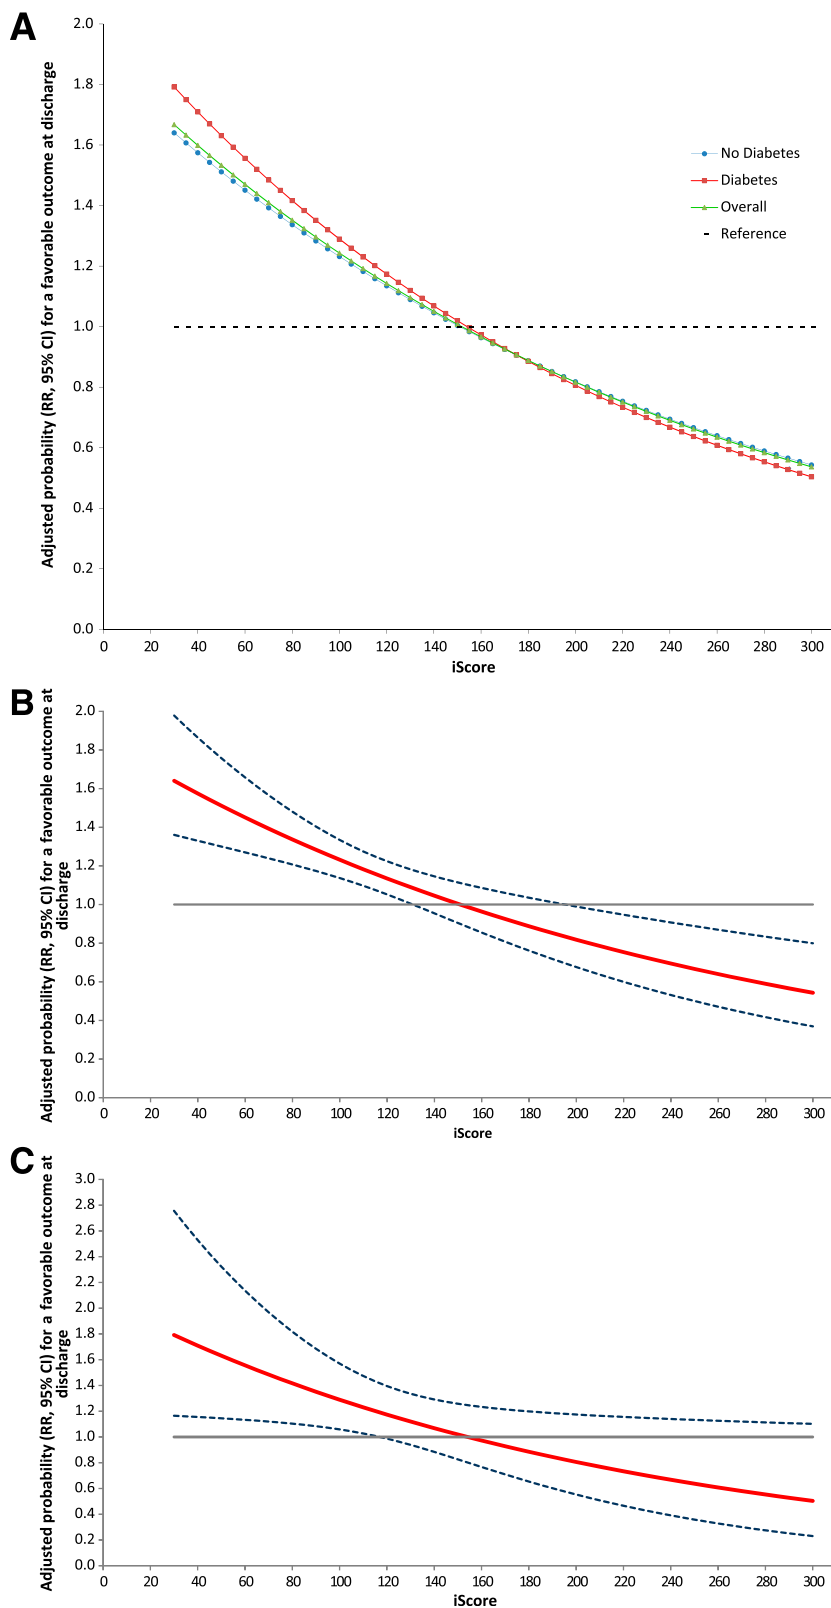 A
Adjusted probability (RR, 95% CI) for a favorable outcome at discharge
2.0
1.8
1.6
1.4
1.2
1.0
0.8
0.6
0.4
0.2
0.0
No Diabetes
Diabetes
Overall
Reference
0 20 40 60 80 100 120 140 160 180 200 220 240 260 280 300
iScore
B
Adjusted probability (RR, 95% CI) for a favorable outcome at
discharge
2.0
1.8
1.6
1.4
1.2
1.0
0.8
0.6
0.4
0.2
0.0
0 20 40 60 80 100 120 140 160 180 200 220 240 260 280 300
iScore
C
Adjusted probability (RR, 95% CI) for a favorable outcome at
discharge
3.0
2.8
2.6
2.4
2.2
2.0
1.8
1.6
1.4
1.2
1.0
0.8
0.6
0.4
0.2
0.0
0 20 40 60 80 100 120 140 160 180 200 220 240 260 280 300
iScore